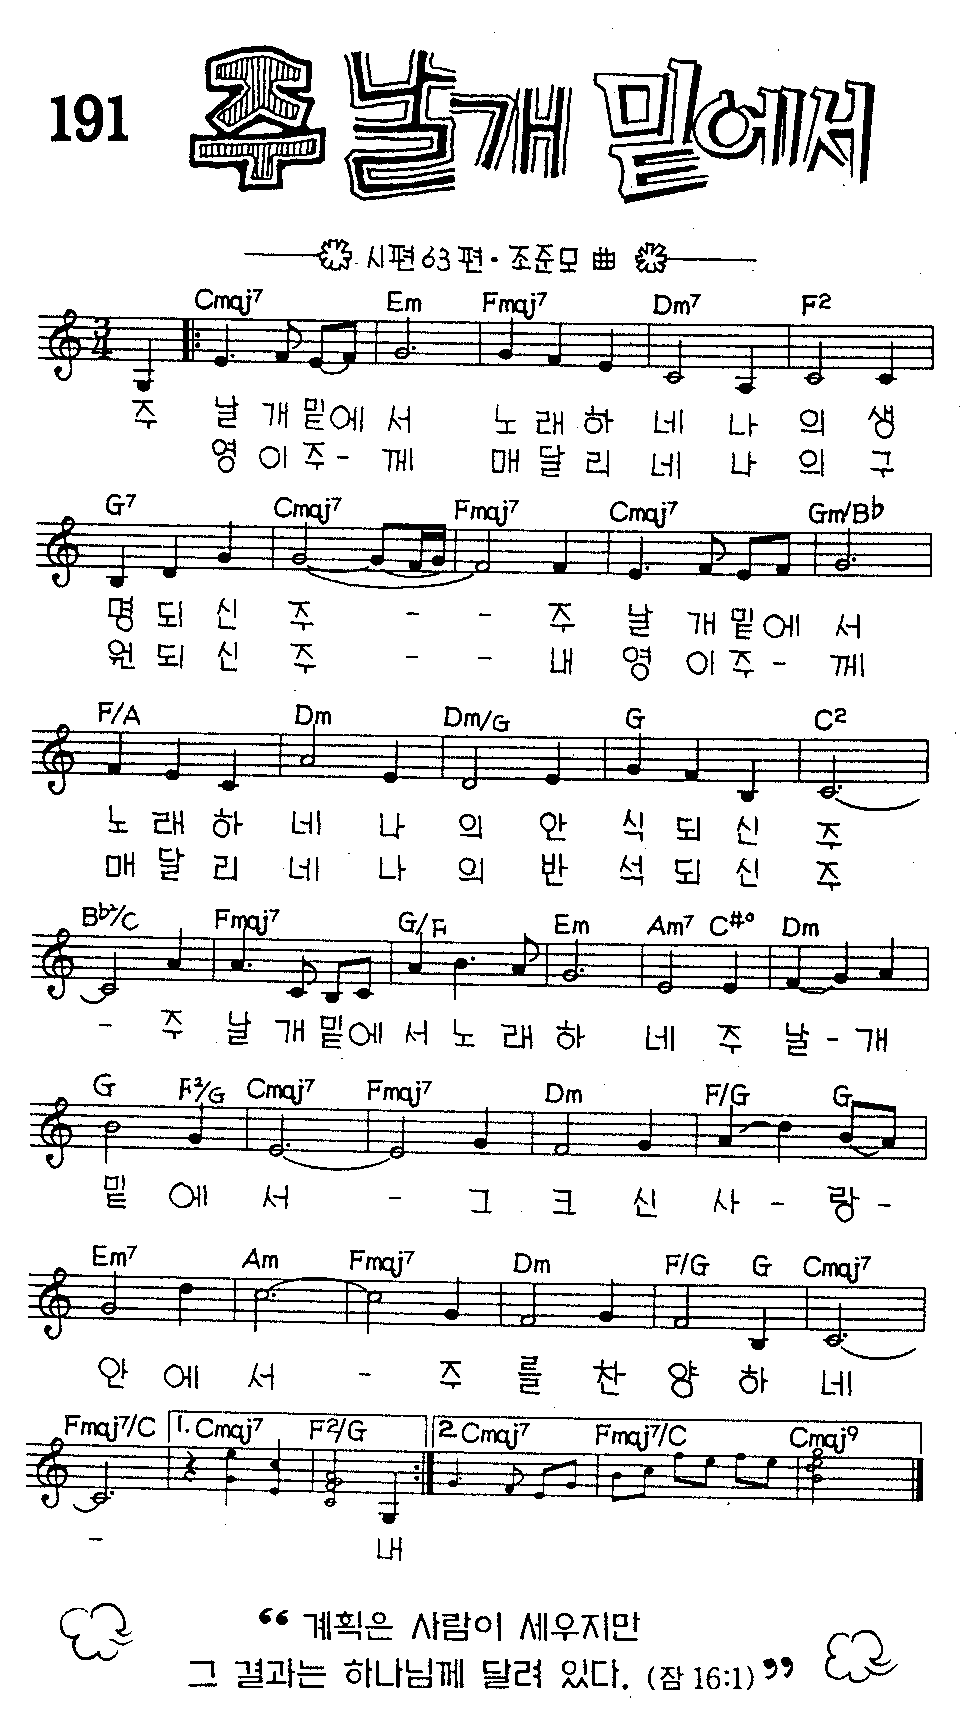 191 주 날개 밑에서
시편 63편 · 조준모 曲
Cmaj7 Em Fmaj7 Dm7 F2
3/4
주 날 개 밑 에 서 노 래 하 네 나 의 생
영 이 주 - 께 매 달 리 네 나 의 구
G7 Cmaj7 Fmaj7 Cmaj7 Gm/B♭
명 되 신 주 - - 주 날 개 밑 에 서
원 되 신 주 - - 내 영 이 주 - 께
F/A Dm Dm/G G C2
노 래 하 네 나 의 안 식 되 신 주
매 달 리 네 나 의 반 석 되 신 주
B♭2/C Fmaj7 G/F Em Am7 C#° Dm
- 주 날 개 밑 에 서 노 래 하 네 주 날 - 개
G F2/G Cmaj7 Fmaj7 Dm F/G G
밑 에 서 - 그 크 신 사 - 랑 -
Em7 Am Fmaj7 Dm F/G G Cmaj7
안 에 서 - 주 를 찬 양 하 네
Fmaj7/C 1. Cmaj7 F2/G 2. Cmaj7 Fmaj7/C Cmaj9
- 내
“ 계획은 사람이 세우지만
그 결과는 하나님께 달려 있다. (잠 16:1) ”